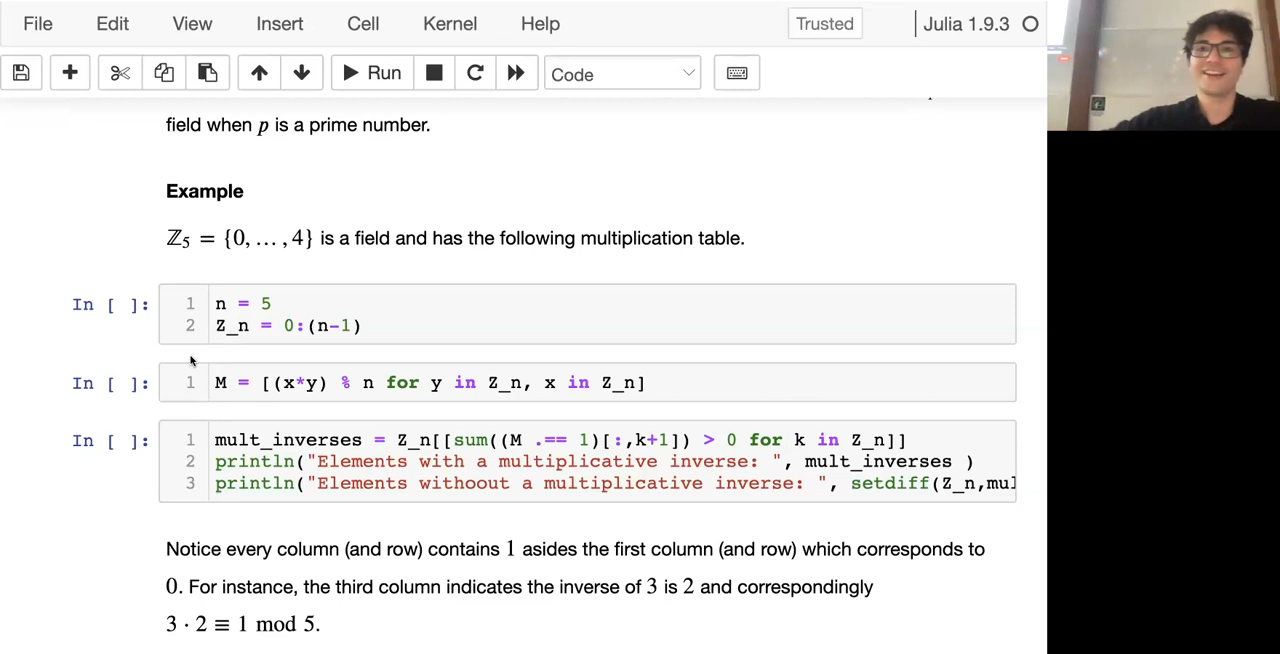 File Edit View Insert Cell Kernel Help Trusted Julia 1.9.3
Run Code
field when p is a prime number.
Example
ℤ₅ = {0, … , 4} is a field and has the following multiplication table.
In [ ]: 1 n = 5
2 Z_n = 0:(n-1)
In [ ]: 1 M = [(x*y) % n for y in Z_n, x in Z_n]
In [ ]: 1 mult_inverses = Z_n[[sum((M .== 1)[:,k+1]) > 0 for k in Z_n]]
2 println("Elements with a multiplicative inverse: ", mult_inverses )
3 println("Elements withoout a multiplicative inverse: ", setdiff(Z_n,mul
Notice every column (and row) contains 1 asides the first column (and row) which corresponds to
0. For instance, the third column indicates the inverse of 3 is 2 and correspondingly
3 · 2 ≡ 1 mod 5.